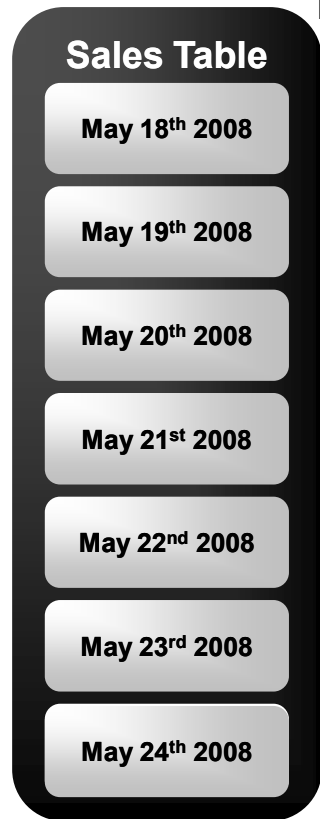 Sales Table
May 18th 2008
May 19th 2008
May 20th 2008
May 21st 2008
May 22nd 2008
May 23rd 2008
May 24th 2008